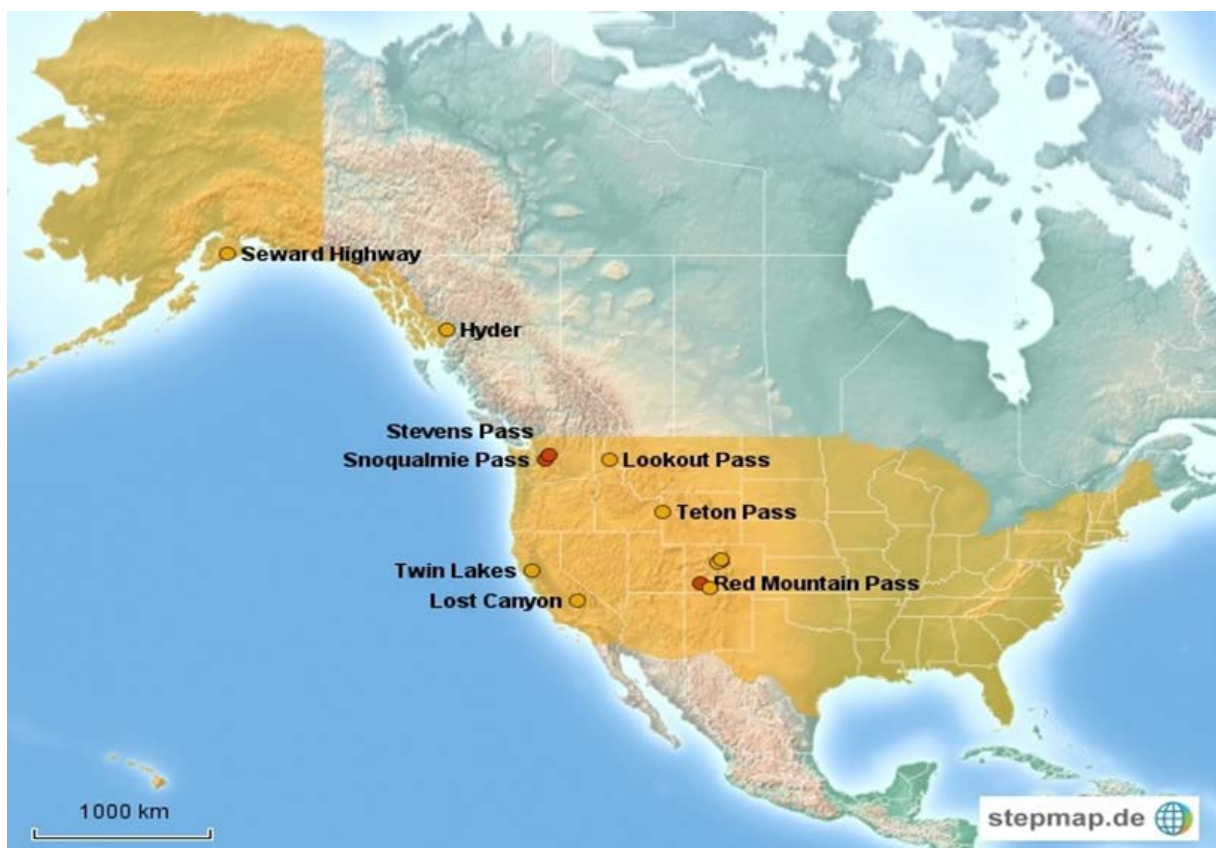 Seward Highway
Hyder
Stevens Pass
Snoqualmie Pass
Lookout Pass
Teton Pass
Twin Lakes
Red Mountain Pass
Lost Canyon
1000 km
stepmap.de